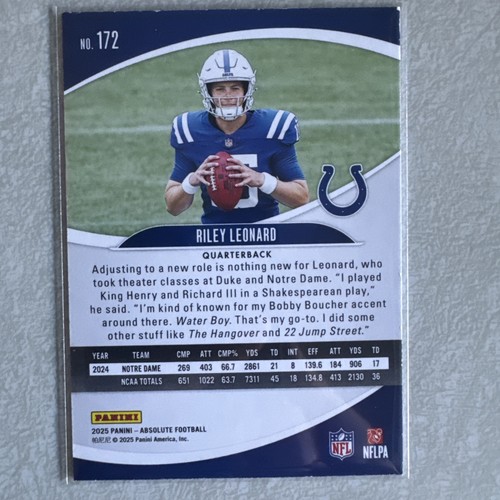 NO. 172
RILEY LEONARD
QUARTERBACK
Adjusting to a new role is nothing new for Leonard, who
took theater classes at Duke and Notre Dame. “I played
King Henry and Richard III in a Shakespearean play,”
he said. “I'm kind of known for my Bobby Boucher accent
around there. Water Boy. That's my go-to. I did some
other stuff like The Hangover and 22 Jump Street.”
YEAR TEAM CMP ATT CMP% YDS TD INT EFF ATT YDS TD
2024 NOTRE DAME 269 403 66.7 2861 21 8 139.6 184 906 17
NCAA TOTALS 651 1022 63.7 7311 45 18 134.8 413 2130 36
PANINI
2025 PANINI – ABSOLUTE FOOTBALL
帕尼尼 © 2025 Panini America, Inc.
NFL
NFLPA